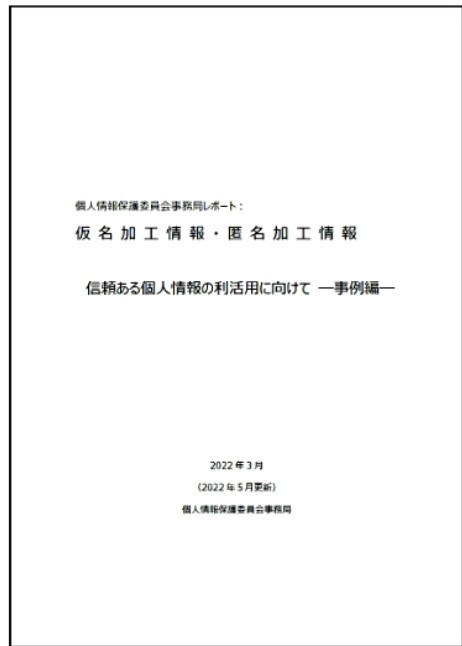 個人情報保護委員会事務局レポート：
仮名加工情報・匿名加工情報
信頼ある個人情報の利活用に向けて ―事例編―
2022年3月
（2022年5月更新）
個人情報保護委員会事務局